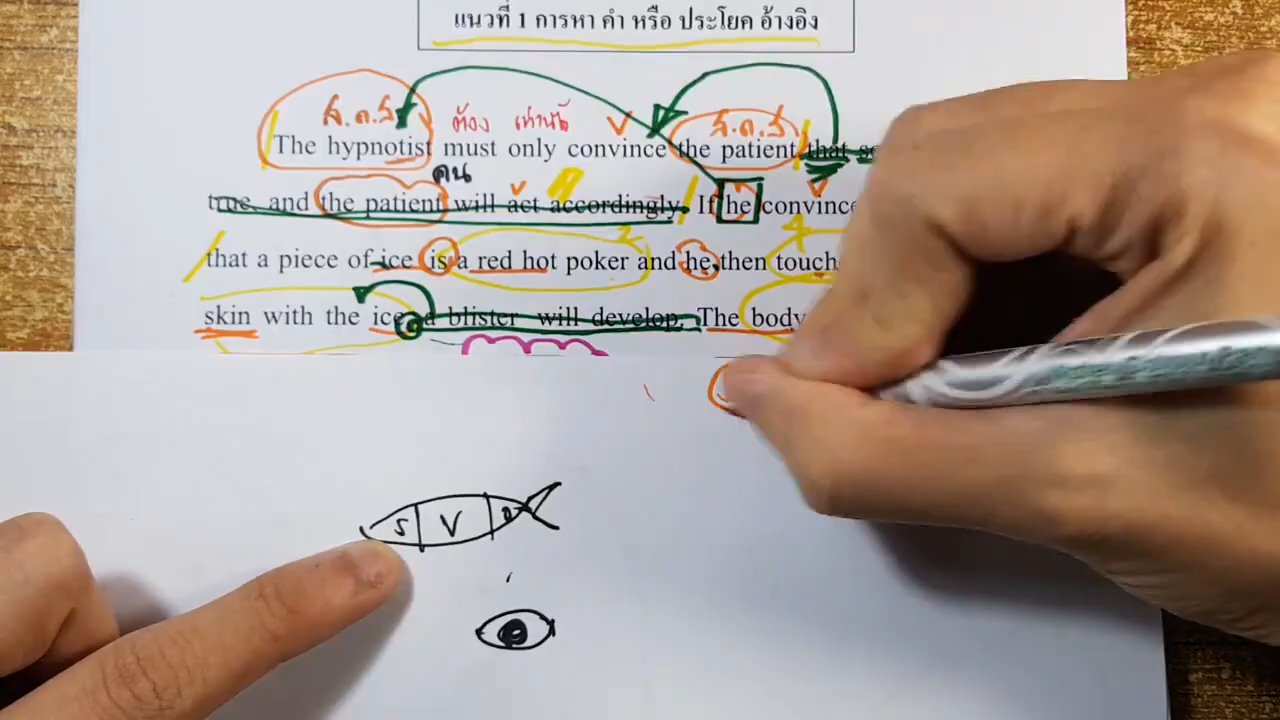 แนวที่ 1 การหา คำ หรือ ประโยค อ้างอิง
ส.ค.ส ต้อง เท่านั้น ส.ค.ส
The hypnotist must only convince the patient that
คน
true, and the patient will act accordingly. If he convince
that a piece of ice is a red hot poker and he then touch
skin with the ice a blister will develop. The body
S V